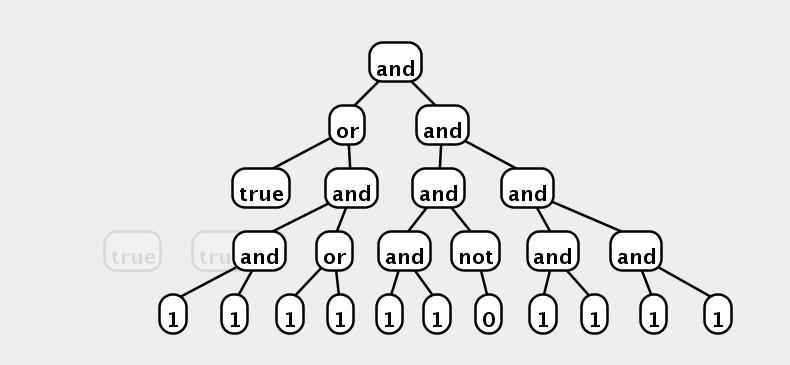 and
or and
true and and and
true tru and or and not and and
1 1 1 1 1 1 0 1 1 1 1